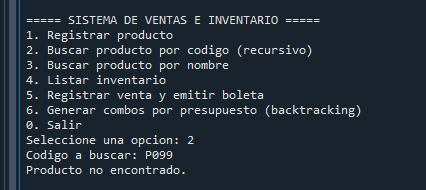 ===== SISTEMA DE VENTAS E INVENTARIO =====
1. Registrar producto
2. Buscar producto por codigo (recursivo)
3. Buscar producto por nombre
4. Listar inventario
5. Registrar venta y emitir boleta
6. Generar combos por presupuesto (backtracking)
0. Salir
Seleccione una opcion: 2
Codigo a buscar: P099
Producto no encontrado.